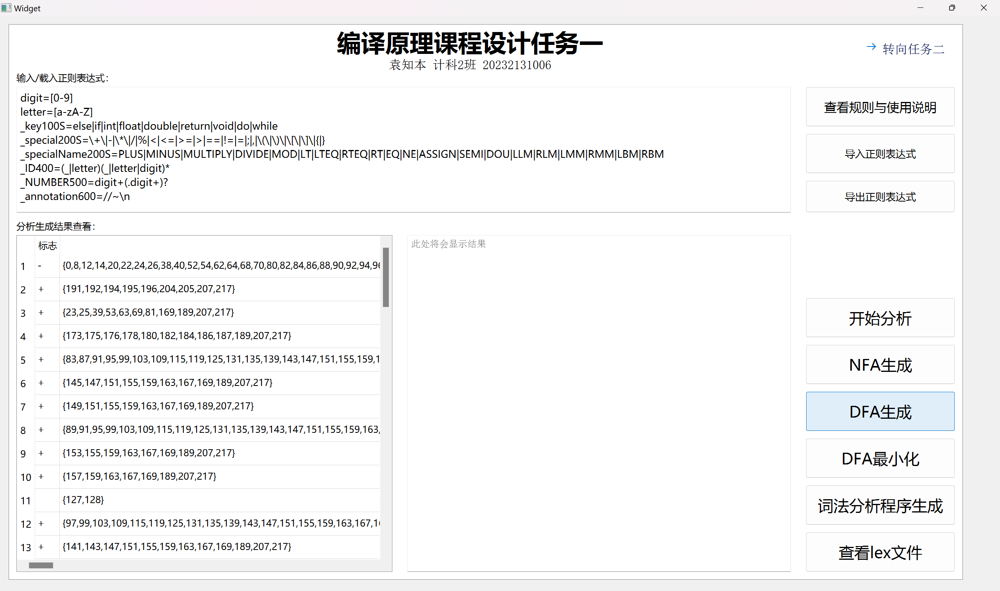 Widget
编译原理课程设计任务一
转向任务二
袁知本 计科2班 20232131006
输入/载入正则表达式:
digit=[0-9]
letter=[a-zA-Z]
_key100S=else|if|int|float|double|return|void|do|while
_special200S=\+\|-|\*\|/|%|<|<=|>=|>|==|!=|=|;|,|\(\|\)\|\[\|\]\|{|}
_specialName200S=PLUS|MINUS|MULTIPLY|DIVIDE|MOD|LT|LTEQ|RTEQ|RT|EQ|NE|ASSIGN|SEMI|DOU|LLM|RLM|LMM|RMM|LBM|RBM
_ID400=(_|letter)(_|letter|digit)*
_NUMBER500=digit+(.digit+)?
_annotation600=//~\n
查看规则与使用说明
导入正则表达式
导出正则表达式
分析生成结果查看:
标志
1 - {0,8,12,14,20,22,24,26,38,40,52,54,62,64,68,70,80,82,84,86,88,90,92,94,96
2 + {191,192,194,195,196,204,205,207,217}
3 + {23,25,39,53,63,69,81,169,189,207,217}
4 + {173,175,176,178,180,182,184,186,187,189,207,217}
5 + {83,87,91,95,99,103,109,115,119,125,131,135,139,143,147,151,155,159,1
6 + {145,147,151,155,159,163,167,169,189,207,217}
7 + {149,151,155,159,163,167,169,189,207,217}
8 + {89,91,95,99,103,109,115,119,125,131,135,139,143,147,151,155,159,163,
9 + {153,155,159,163,167,169,189,207,217}
10 + {157,159,163,167,169,189,207,217}
11 {127,128}
12 + {97,99,103,109,115,119,125,131,135,139,143,147,151,155,159,163,167,16
13 + {141,143,147,151,155,159,163,167,169,189,207,217}
此处将会显示结果
开始分析
NFA生成
DFA生成
DFA最小化
词法分析程序生成
查看lex文件